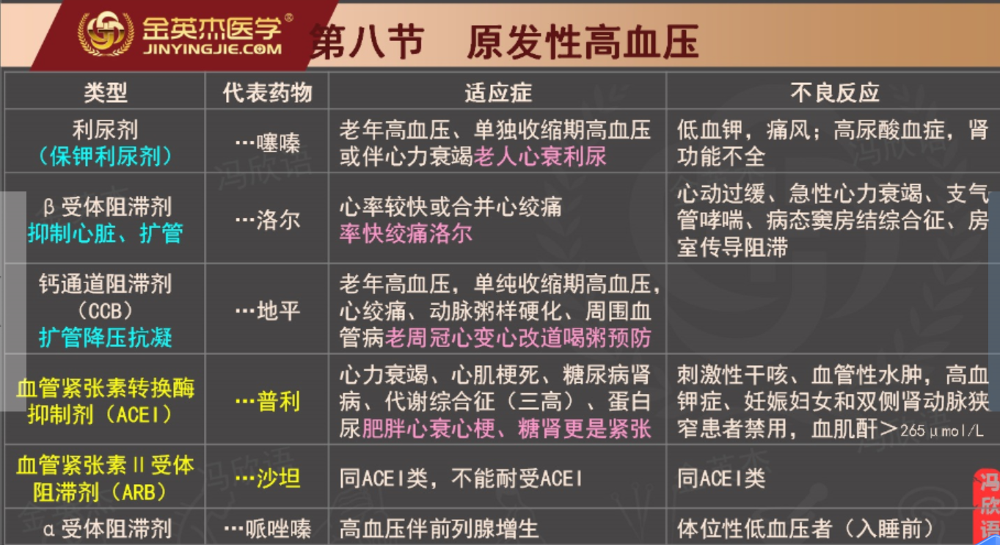 金英杰医学®
JINYINGJIE.COM
第八节 原发性高血压
类型
代表药物
适应症
不良反应
利尿剂
（保钾利尿剂）
…噻嗪
老年高血压、单独收缩期高血压
或伴心力衰竭老人心衰利尿
低血钾，痛风；高尿酸血症，肾
功能不全
β受体阻滞剂
抑制心脏、扩管
…洛尔
心率较快或合并心绞痛
率快绞痛洛尔
心动过缓、急性心力衰竭、支气
管哮喘、病态窦房结综合征、房
室传导阻滞
钙通道阻滞剂
（CCB）
扩管降压抗凝
…地平
老年高血压，单纯收缩期高血压，
心绞痛、动脉粥样硬化、周围血
管病老周冠心变心改道喝粥预防
血管紧张素转换酶
抑制剂（ACEI）
…普利
心力衰竭、心肌梗死、糖尿病肾
病、代谢综合征（三高）、蛋白
尿肥胖心衰心梗、糖肾更是紧张
刺激性干咳、血管性水肿，高血
钾症、妊娠妇女和双侧肾动脉狭
窄患者禁用，血肌酐＞265μmol/L
血管紧张素Ⅱ受体
阻滞剂（ARB）
…沙坦
同ACEI类，不能耐受ACEI
同ACEI类
α受体阻滞剂
…哌唑嗪
高血压伴前列腺增生
体位性低血压者（入睡前）
冯欣语
冯欣语
冯欣语
金英杰
金英杰
冯
欣
语